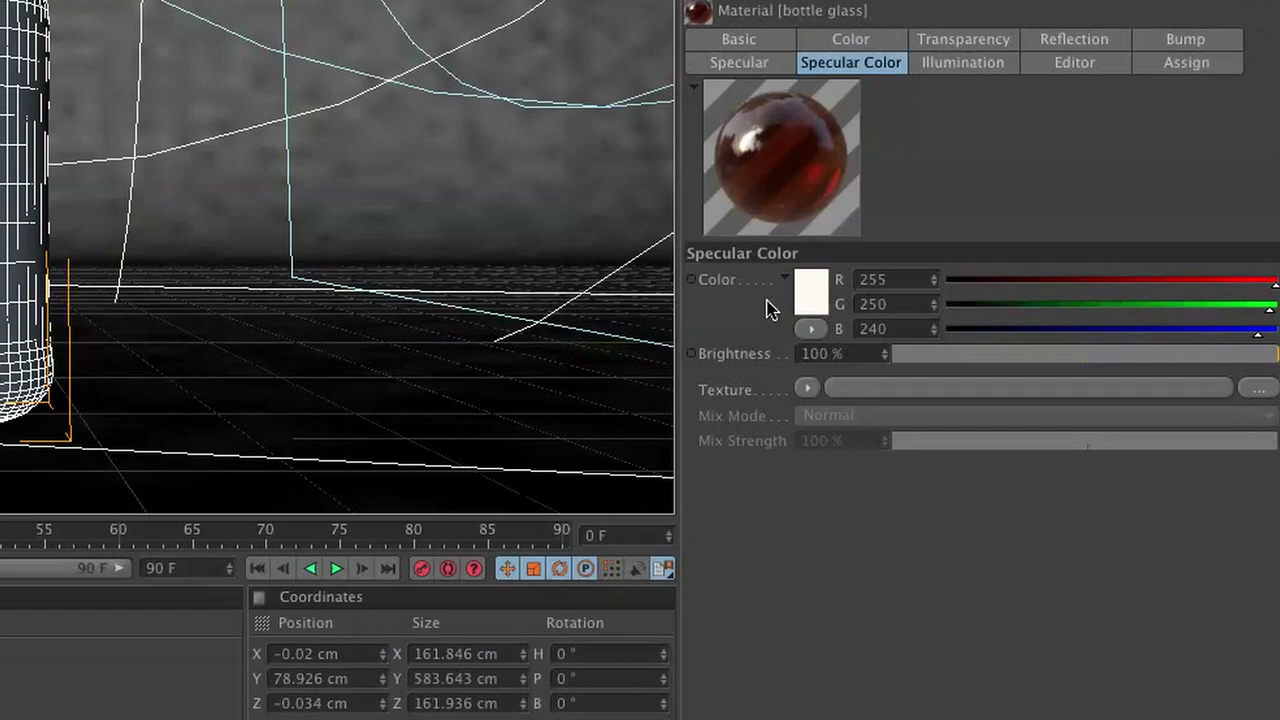 Material [bottle glass]
Basic Color Transparency Reflection Bump
Specular Specular Color Illumination Editor Assign
Specular Color
Color..... R 255
G 250
B 240
Brightness .. 100 %
Texture.... ...
Mix Mode... Normal
Mix Strength 100 %
55 60 65 70 75 80 85 90 0 F
90 F 90 F
Coordinates
Position Size Rotation
X -0.02 cm X 161.846 cm H 0 °
Y 78.926 cm Y 583.643 cm P 0 °
Z -0.034 cm Z 161.936 cm B 0 °